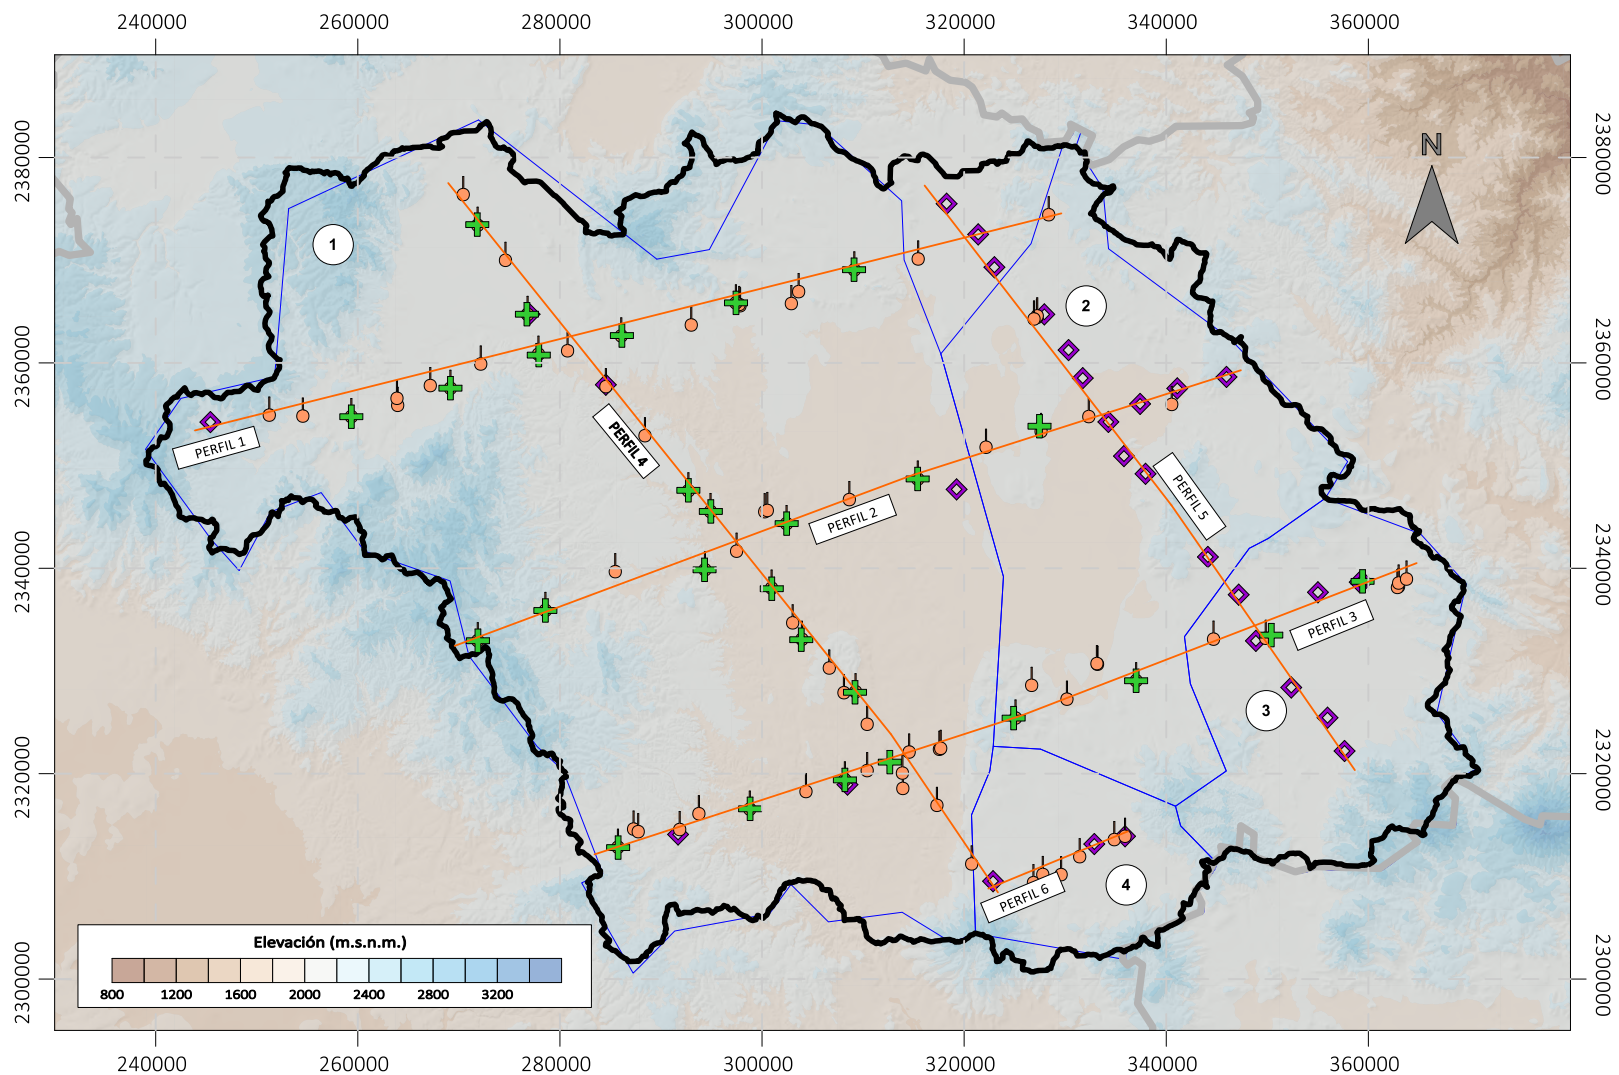 240000 260000 280000 300000 320000 340000 360000
2380000 2380000
N
1
2
2360000 2360000
PERFIL 1
PERFIL 4
PERFIL 5
PERFIL 2
2340000 2340000
PERFIL 3
3
2320000 2320000
4
PERFIL 6
Elevación (m.s.n.m.)
800 1200 1600 2000 2400 2800 3200
2300000 2300000
240000 260000 280000 300000 320000 340000 360000